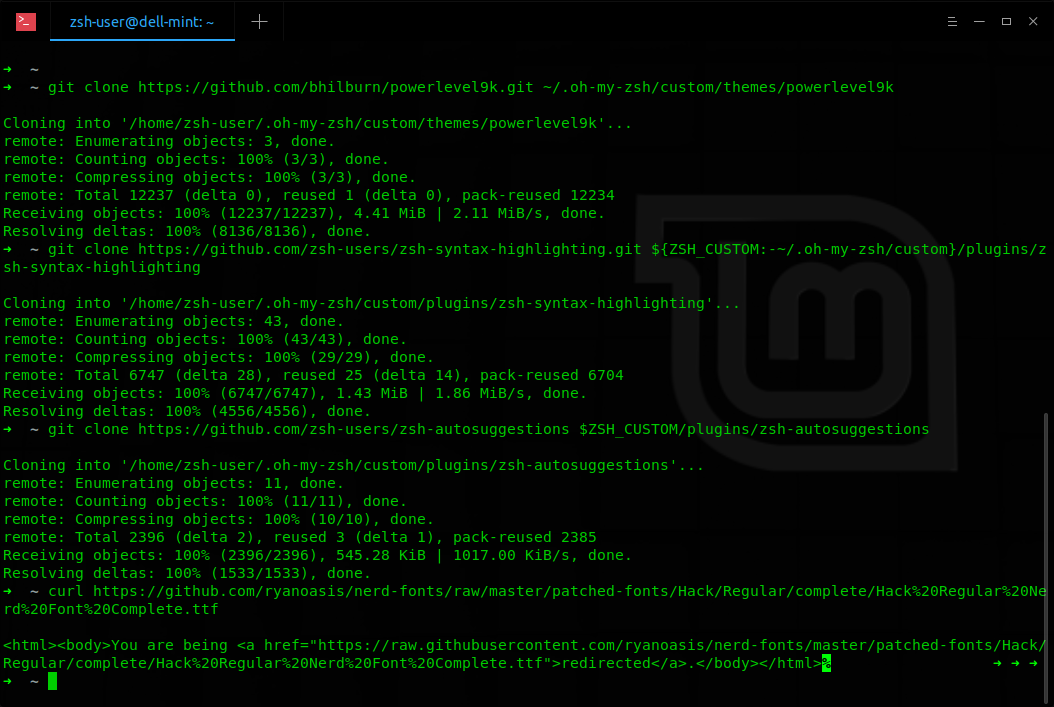 zsh-user@dell-mint: ~
➜  ~
➜  ~ git clone https://github.com/bhilburn/powerlevel9k.git ~/.oh-my-zsh/custom/themes/powerlevel9k
Cloning into '/home/zsh-user/.oh-my-zsh/custom/themes/powerlevel9k'...
remote: Enumerating objects: 3, done.
remote: Counting objects: 100% (3/3), done.
remote: Compressing objects: 100% (3/3), done.
remote: Total 12237 (delta 0), reused 1 (delta 0), pack-reused 12234
Receiving objects: 100% (12237/12237), 4.41 MiB | 2.11 MiB/s, done.
Resolving deltas: 100% (8136/8136), done.
➜  ~ git clone https://github.com/zsh-users/zsh-syntax-highlighting.git ${ZSH_CUSTOM:-~/.oh-my-zsh/custom}/plugins/z
sh-syntax-highlighting
Cloning into '/home/zsh-user/.oh-my-zsh/custom/plugins/zsh-syntax-highlighting'...
remote: Enumerating objects: 43, done.
remote: Counting objects: 100% (43/43), done.
remote: Compressing objects: 100% (29/29), done.
remote: Total 6747 (delta 28), reused 25 (delta 14), pack-reused 6704
Receiving objects: 100% (6747/6747), 1.43 MiB | 1.86 MiB/s, done.
Resolving deltas: 100% (4556/4556), done.
➜  ~ git clone https://github.com/zsh-users/zsh-autosuggestions $ZSH_CUSTOM/plugins/zsh-autosuggestions
Cloning into '/home/zsh-user/.oh-my-zsh/custom/plugins/zsh-autosuggestions'...
remote: Enumerating objects: 11, done.
remote: Counting objects: 100% (11/11), done.
remote: Compressing objects: 100% (10/10), done.
remote: Total 2396 (delta 2), reused 3 (delta 1), pack-reused 2385
Receiving objects: 100% (2396/2396), 545.28 KiB | 1017.00 KiB/s, done.
Resolving deltas: 100% (1533/1533), done.
➜  ~ curl https://github.com/ryanoasis/nerd-fonts/raw/master/patched-fonts/Hack/Regular/complete/Hack%20Regular%20Ne
rd%20Font%20Complete.ttf
<html><body>You are being <a href="https://raw.githubusercontent.com/ryanoasis/nerd-fonts/master/patched-fonts/Hack/
Regular/complete/Hack%20Regular%20Nerd%20Font%20Complete.ttf">redirected</a>.</body></html>% ➜ ➜ ➜
➜  ~